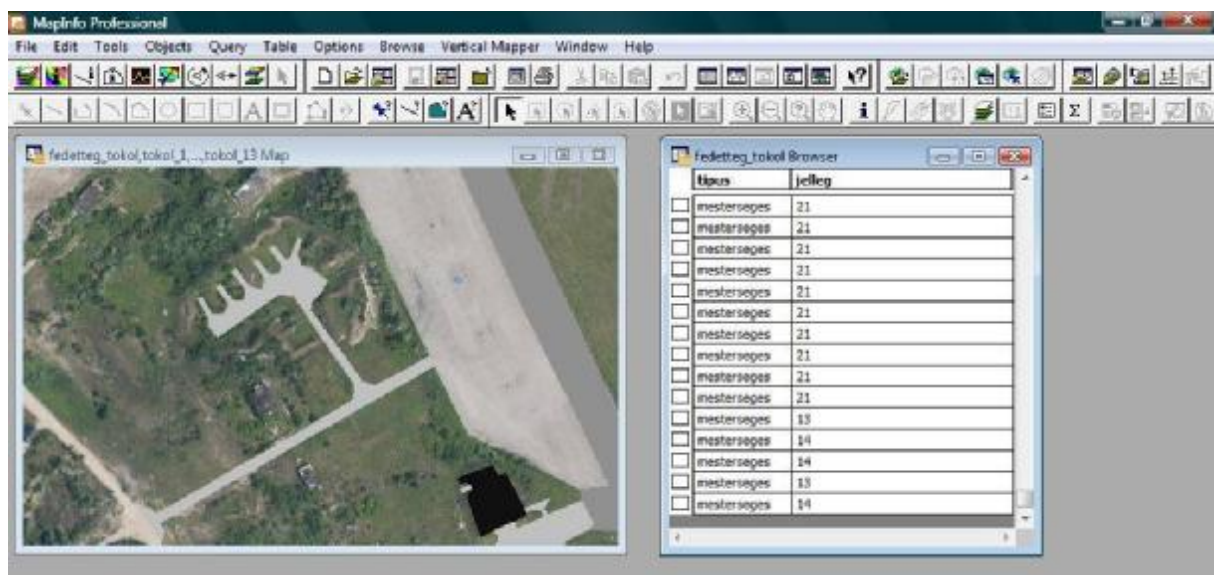 MapInfo Professional
File Edit Tools Objects Query Table Options Browse Vertical Mapper Window Help
fedetteg_tokol,tokol_1,...,tokol_13 Map
fedetteg_tokol Browser
tipus jelleg
mesterseges 21
mesterseges 21
mesterseges 21
mesterseges 21
mesterseges 21
mesterseges 21
mesterseges 21
mesterseges 21
mesterseges 21
mesterseges 21
mesterseges 13
mesterseges 14
mesterseges 14
mesterseges 13
mesterseges 14